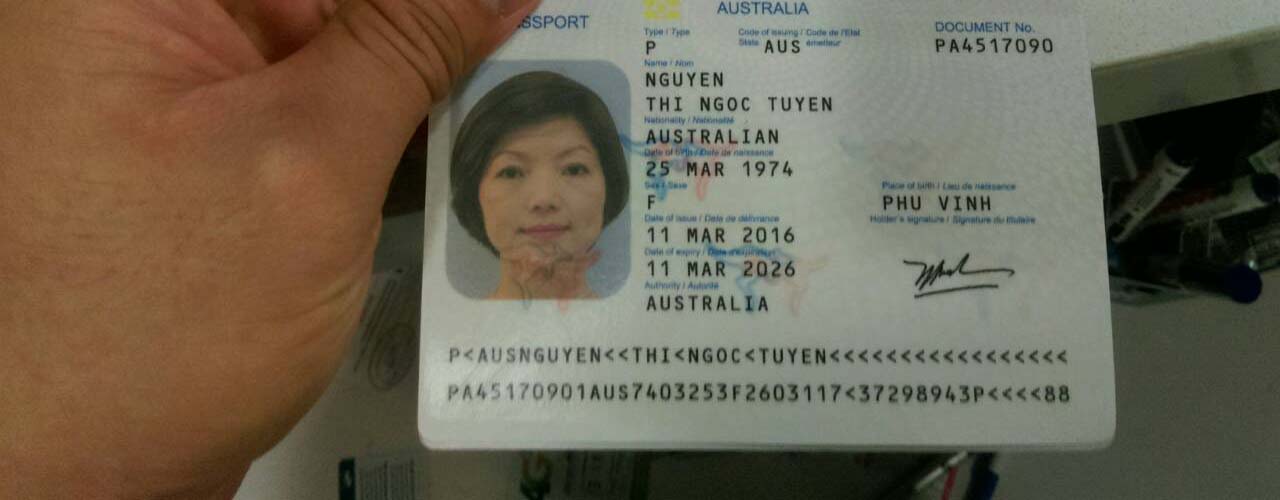 SSPORT
AUSTRALIA
Type / Type
Code of issuing / Code de l'Etat
State
émetteur
DOCUMENT No.
P
AUS
PA4517090
Name / Nom
NGUYEN
THI NGOC TUYEN
Nationality / Nationalité
AUSTRALIAN
Date of birth / Date de naissance
25 MAR 1974
Sex / Sexe
Place of birth / Lieu de naissance
F
PHU VINH
Date of issue / Date de délivrance
Holder's signature / Signature du titulaire
11 MAR 2016
Date of expiry / Date d'expiration
11 MAR 2026
Authority / Autorité
AUSTRALIA
P<AUSNGUYEN<<THI<NGOC<TUYEN<<<<<<<<<<<<<<<<<
PA45170901AUS7403253F2603117<37298943P<<<<88